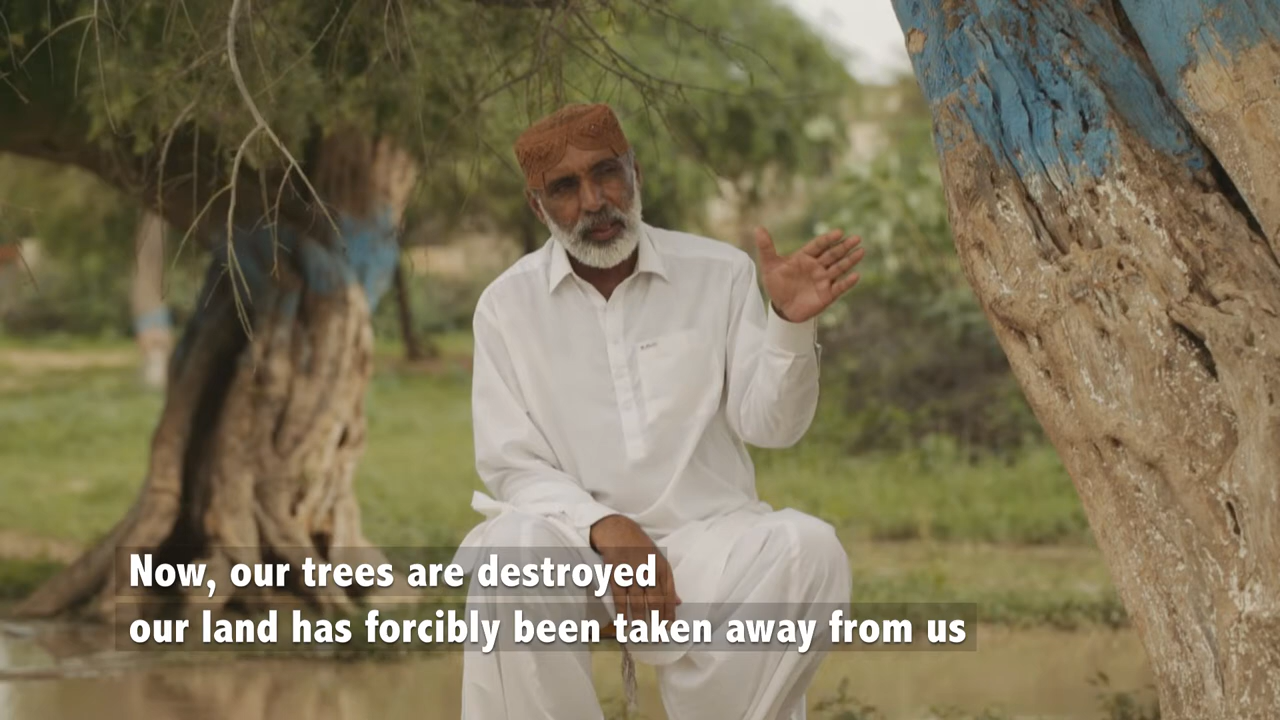 Now, our trees are destroyed
our land has forcibly been taken away from us